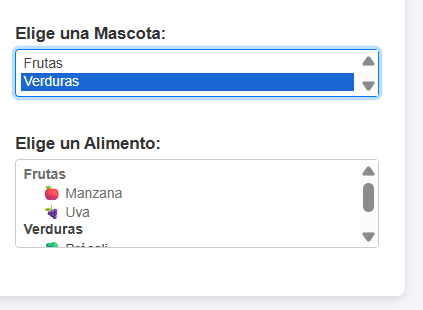 Elige una Mascota:
Frutas
Verduras
Elige un Alimento:
Frutas
🍎 Manzana
🍇 Uva
Verduras